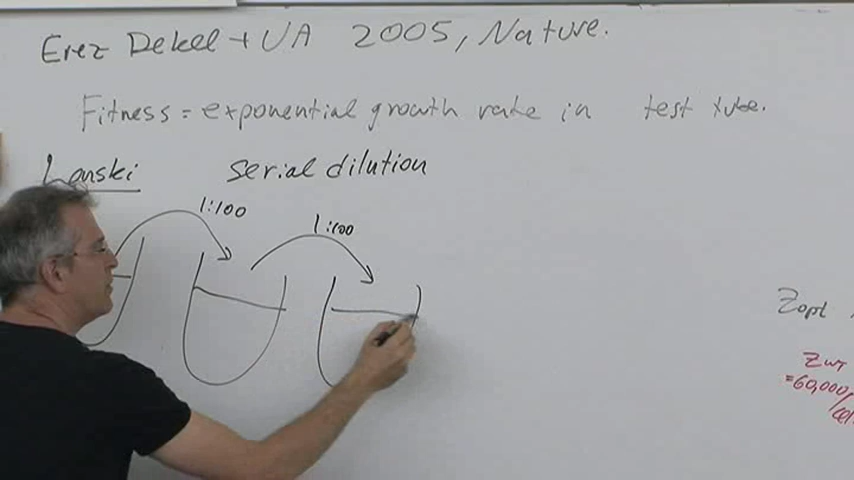 Erez Dekel + UA 2005, Nature.
Fitness = exponential growth rate in test tube.
Lenski serial dilution
1:100 1:100
Zopt
ZWT
=60,000/
cell